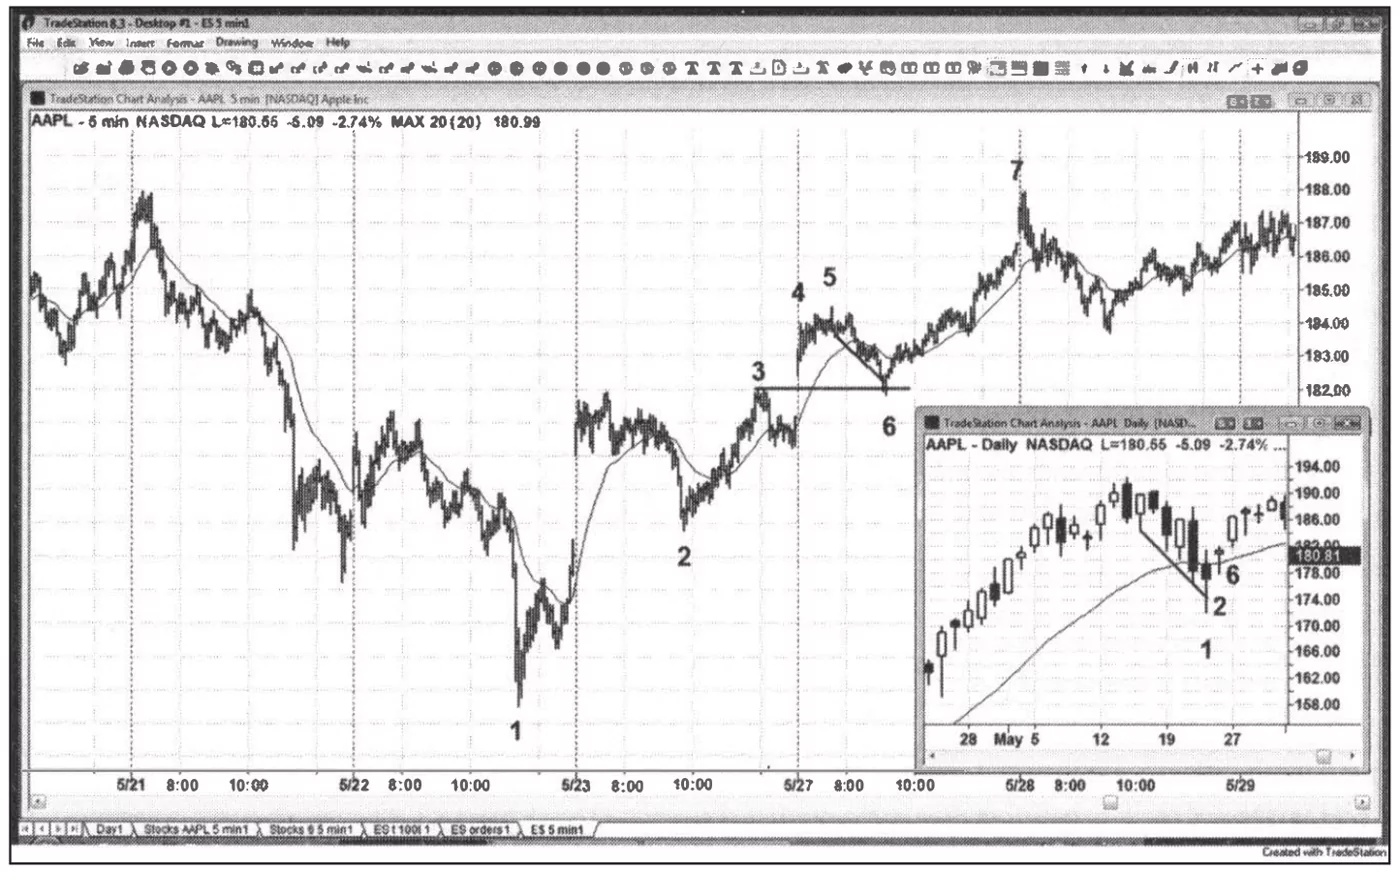 TradeStation 8.3 - Desktop #1 - ES 5 min1
File Edit View Insert Format Drawing Window Help
TradeStation Chart Analysis - AAPL 5 min [NASDAQ] Apple Inc
AAPL - 5 min NASDAQ L=180.55 -5.09 -2.74% MAX 20 (20) 180.99
189.00
7
188.00
187.00
186.00
5
4
185.00
184.00
183.00
3
182.00
6
2
1
TradeStation Chart Analysis - AAPL Daily [NASD...
AAPL - Daily NASDAQ L=180.55 -5.09 -2.74% ...
194.00
190.00
186.00
182.00
180.81
178.00
6
174.00
2
170.00
1
166.00
162.00
158.00
28 May 5 12 19 27
5/21 8:00 10:00 5/22 8:00 10:00 5/23 8:00 10:00 5/27 8:00 10:00 5/28 8:00 10:00 5/29
Day1 Stocks AAPL 5 min1 Stocks 6 5 min1 ES t 100t 1 ES orders1 ES 5 min1
Created with TradeStation